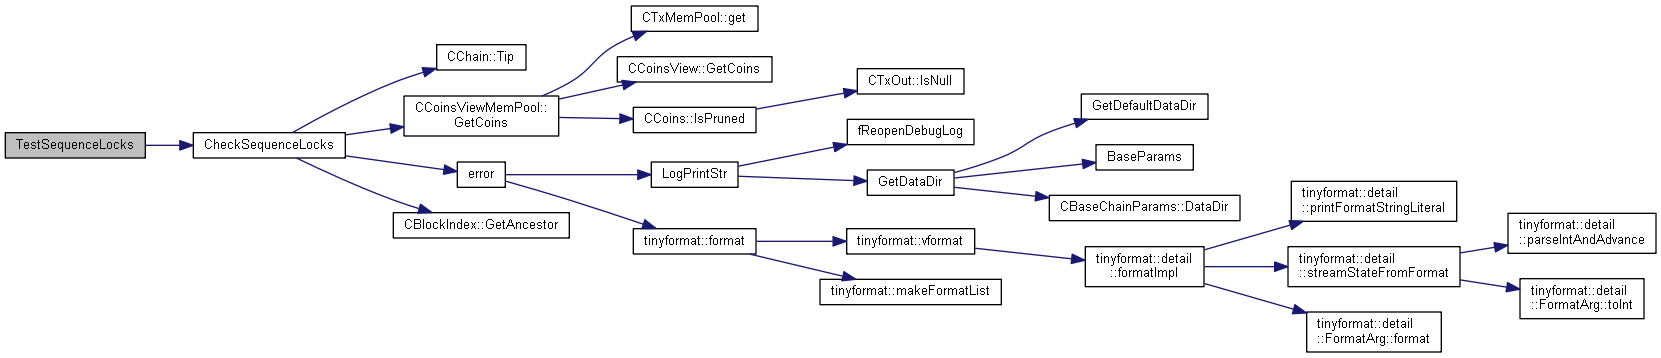 TestSequenceLocks
CheckSequenceLocks
CChain::Tip
CCoinsViewMemPool::
GetCoins
error
CBlockIndex::GetAncestor
CTxMemPool::get
CCoinsView::GetCoins
CCoins::IsPruned
LogPrintStr
tinyformat::format
CTxOut::IsNull
fReopenDebugLog
GetDataDir
tinyformat::vformat
tinyformat::makeFormatList
GetDefaultDataDir
BaseParams
CBaseChainParams::DataDir
tinyformat::detail
::formatImpl
tinyformat::detail
::printFormatStringLiteral
tinyformat::detail
::streamStateFromFormat
tinyformat::detail
::FormatArg::format
tinyformat::detail
::parseIntAndAdvance
tinyformat::detail
::FormatArg::toInt